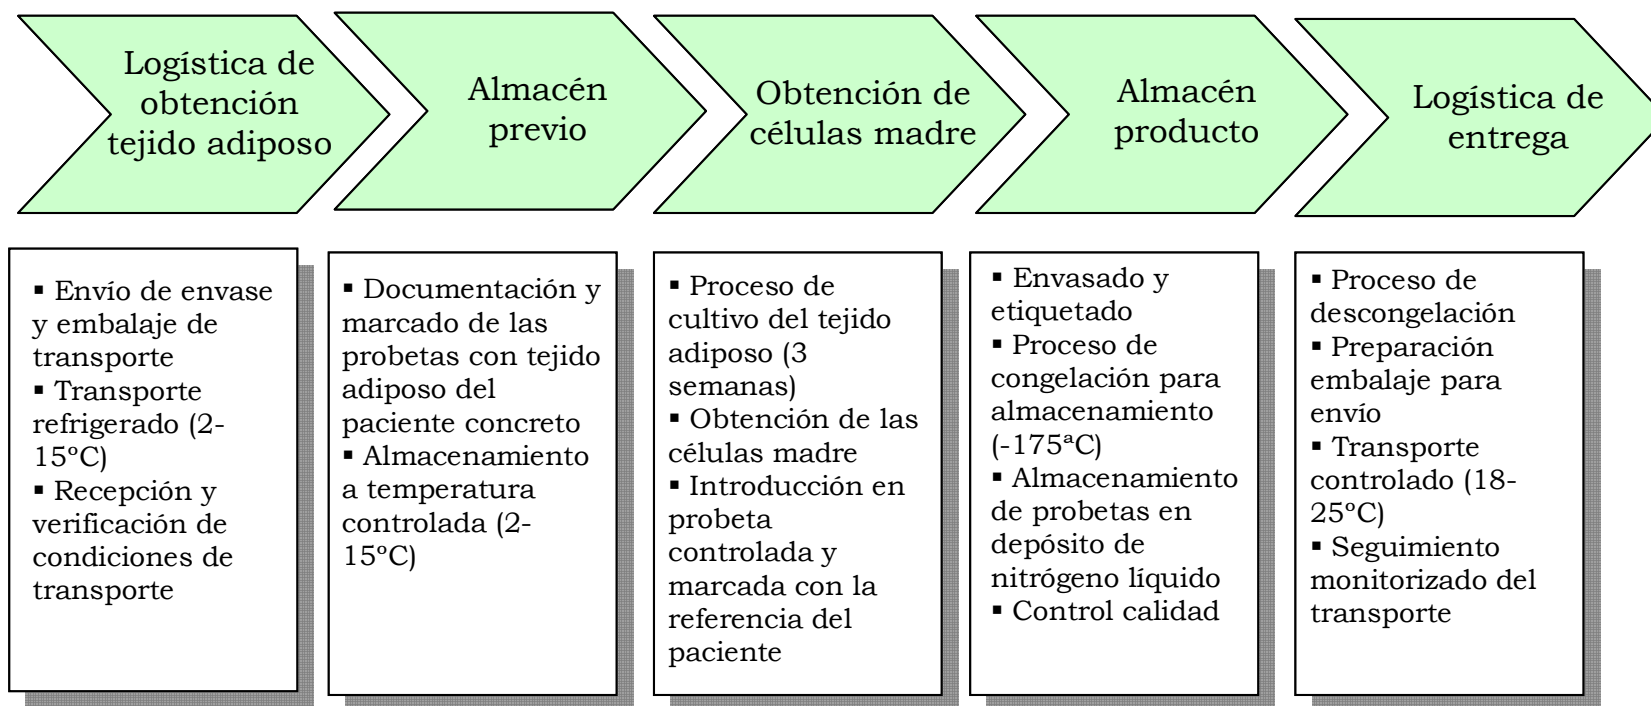 Logística de
obtención
tejido adiposo
Almacén
previo
Obtención de
células madre
Almacén
producto
Logística de
entrega
▪ Envío de envase
y embalaje de
transporte
▪ Transporte
refrigerado (2-
15ºC)
▪ Recepción y
verificación de
condiciones de
transporte
▪ Documentación y
marcado de las
probetas con tejido
adiposo del
paciente concreto
▪ Almacenamiento
a temperatura
controlada (2-
15ºC)
▪ Proceso de
cultivo del tejido
adiposo (3
semanas)
▪ Obtención de las
células madre
▪ Introducción en
probeta
controlada y
marcada con la
referencia del
paciente
▪ Envasado y
etiquetado
▪ Proceso de
congelación para
almacenamiento
(-175ªC)
▪ Almacenamiento
de probetas en
depósito de
nitrógeno líquido
▪ Control calidad
▪ Proceso de
descongelación
▪ Preparación
embalaje para
envío
▪ Transporte
controlado (18-
25ºC)
▪ Seguimiento
monitorizado del
transporte